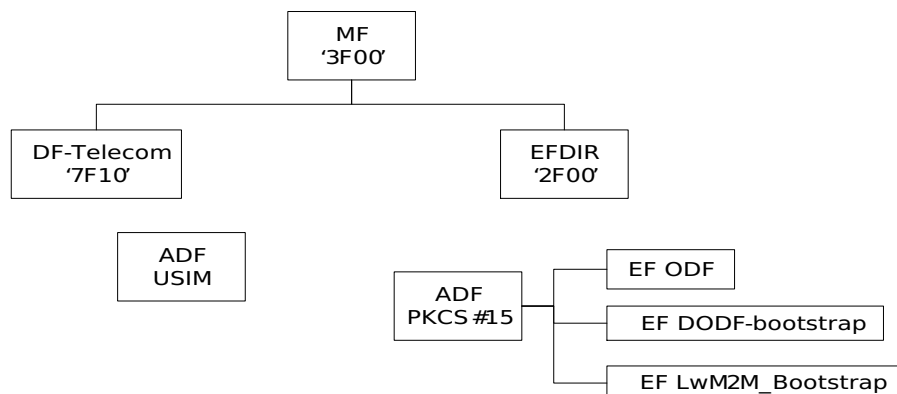 MF
‘3F00’
DF-Telecom
‘7F10’
EFDIR
‘2F00’
ADF
USIM
ADF
PKCS #15
EF ODF
EF DODF-bootstrap
EF LwM2M_Bootstrap